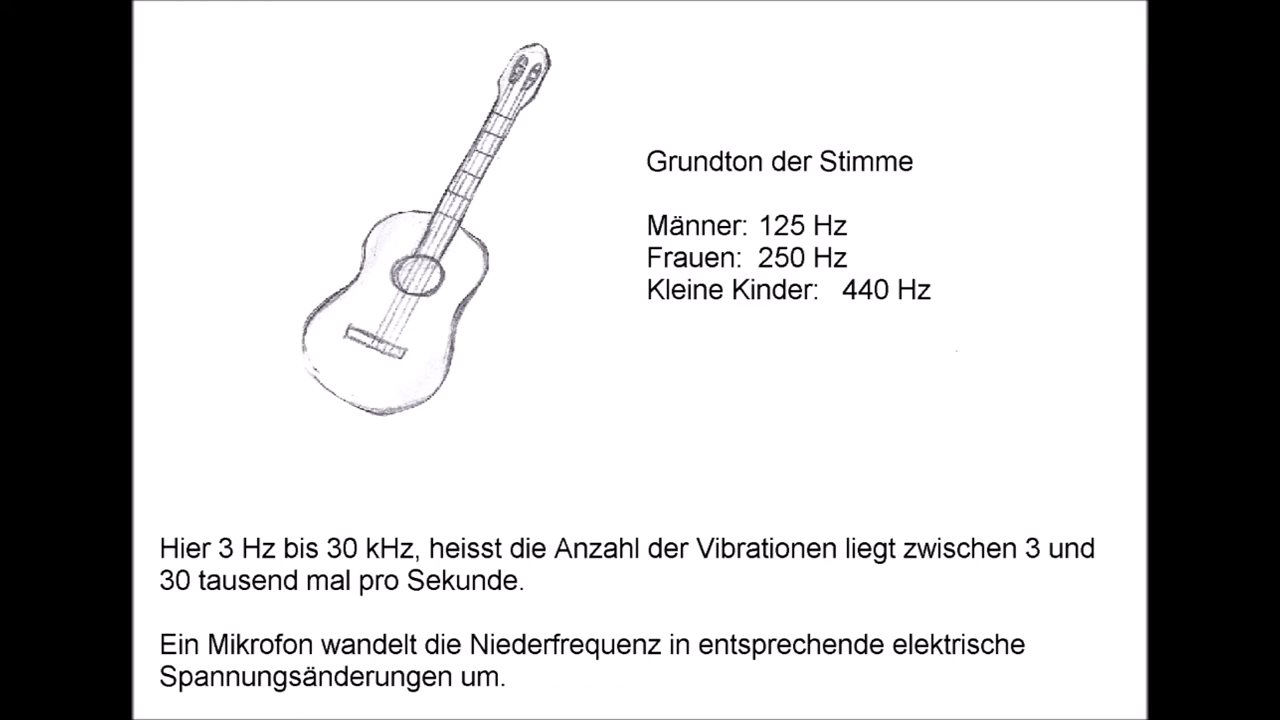 Grundton der Stimme
Männer: 125 Hz
Frauen: 250 Hz
Kleine Kinder: 440 Hz
Hier 3 Hz bis 30 kHz, heisst die Anzahl der Vibrationen liegt zwischen 3 und
30 tausend mal pro Sekunde.
Ein Mikrofon wandelt die Niederfrequenz in entsprechende elektrische
Spannungsänderungen um.